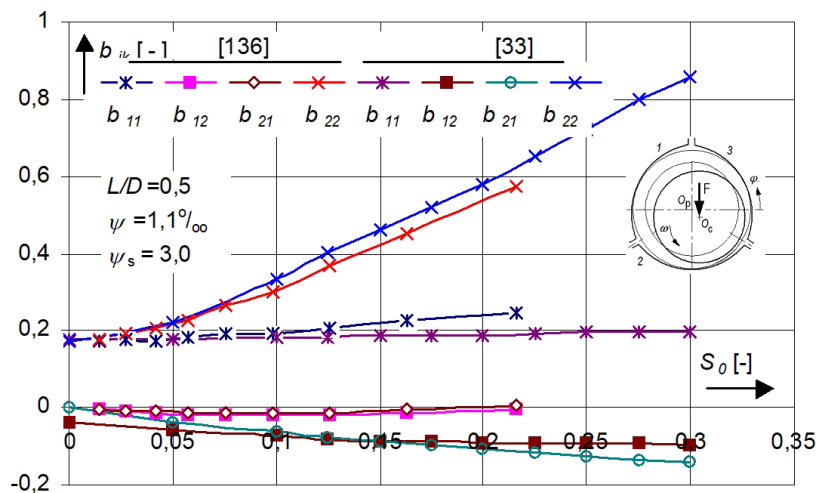 1
b ik [ - ] [136] [33]
b 11 b 12 b 21 b 22 b 11 b 12 b 21 b 22
0,8
0,6
L/D =0,5
ψ =1,1°/∞
ψs = 3,0
0,4
0,2
0
-0,2
0 0,05 0,1 0,15 0,2 0,25 0,3 0,35
S 0 [-]
1 3
F
Op
Oc
φ
ω
2